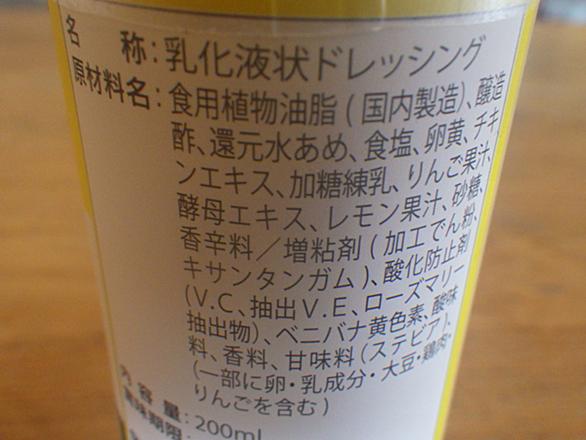 名 称：乳化液状ドレッシング
原材料名：食用植物油脂(国内製造)、醸造
酢、還元水あめ、食塩、卵黄、チキ
ンエキス、加糖練乳、りんご果汁、
酵母エキス、レモン果汁、砂糖、
香辛料／増粘剤(加工でん粉、
キサンタンガム)、酸化防止剤
(V.C、抽出V.E、ローズマリー
抽出物)、ベニバナ黄色素、酸味
料、香料、甘味料(ステビア)、
(一部に卵・乳成分・大豆・鶏肉・
りんごを含む)
内容量：200ml